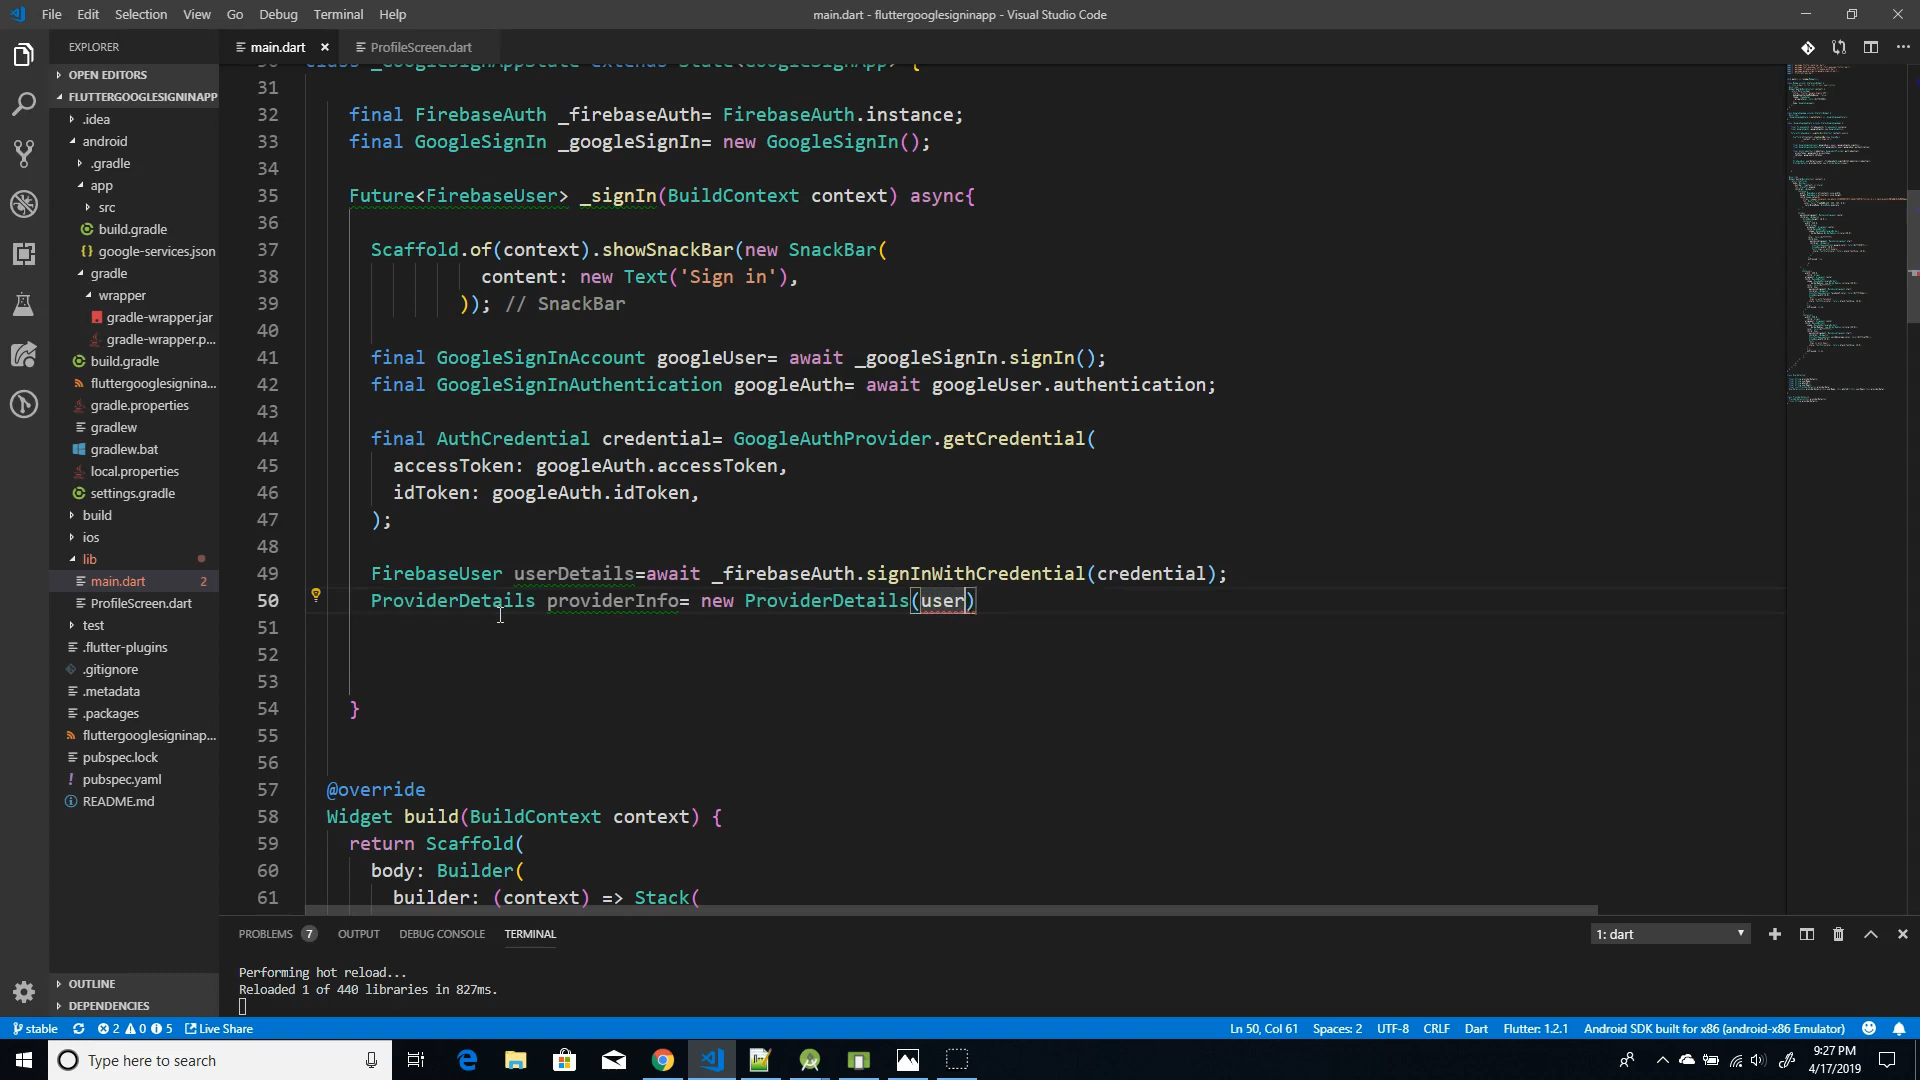 File Edit Selection View Go Debug Terminal Help
main.dart - fluttergooglesigninapp - Visual Studio Code
EXPLORER
main.dart ×
ProfileScreen.dart
OPEN EDITORS
FLUTTERGOOGLESIGNINAPP
.idea
android
.gradle
app
src
build.gradle
google-services.json
gradle
wrapper
gradle-wrapper.jar
gradle-wrapper.p...
build.gradle
fluttergooglesignina...
gradle.properties
gradlew
gradlew.bat
local.properties
settings.gradle
build
ios
lib
main.dart 2
ProfileScreen.dart
test
.flutter-plugins
.gitignore
.metadata
.packages
fluttergooglesigninap...
pubspec.lock
pubspec.yaml
README.md
OUTLINE
DEPENDENCIES
31
32 final FirebaseAuth _firebaseAuth= FirebaseAuth.instance;
33 final GoogleSignIn _googleSignIn= new GoogleSignIn();
34
35 Future<FirebaseUser> _signIn(BuildContext context) async{
36
37 Scaffold.of(context).showSnackBar(new SnackBar(
38 content: new Text('Sign in'),
39 )); // SnackBar
40
41 final GoogleSignInAccount googleUser= await _googleSignIn.signIn();
42 final GoogleSignInAuthentication googleAuth= await googleUser.authentication;
43
44 final AuthCredential credential= GoogleAuthProvider.getCredential(
45 accessToken: googleAuth.accessToken,
46 idToken: googleAuth.idToken,
47 );
48
49 FirebaseUser userDetails=await _firebaseAuth.signInWithCredential(credential);
50 ProviderDetails providerInfo= new ProviderDetails(user)
51
52
53
54 }
55
56
57 @override
58 Widget build(BuildContext context) {
59 return Scaffold(
60 body: Builder(
61 builder: (context) => Stack(
PROBLEMS 7 OUTPUT DEBUG CONSOLE TERMINAL
1: dart
Performing hot reload...
Reloaded 1 of 440 libraries in 827ms.
stable 2 0 5 Live Share
Ln 50, Col 61 Spaces: 2 UTF-8 CRLF Dart Flutter: 1.2.1 Android SDK built for x86 (android-x86 Emulator)
Type here to search
9:27 PM
4/17/2019